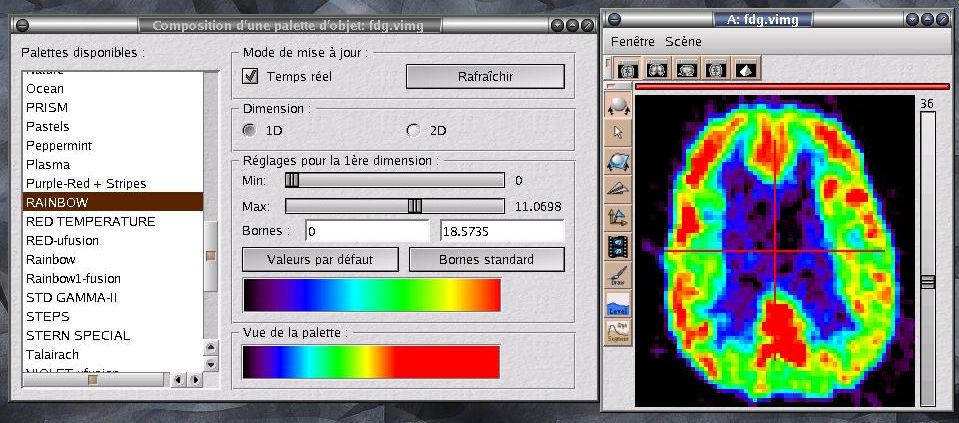 Composition d'une palette d'objet: fdg.vimg
Palettes disponibles :
Nature
Ocean
PRISM
Pastels
Peppermint
Plasma
Purple-Red + Stripes
RAINBOW
RED TEMPERATURE
RED-ufusion
Rainbow
Rainbow1-fusion
STD GAMMA-II
STEPS
STERN SPECIAL
Talairach
VIOLET-ufusion
Mode de mise à jour :
Temps réel
Rafraîchir
Dimension :
1D
2D
Réglages pour la 1ère dimension :
Min: 0
Max: 11.0698
Bornes : 0 18.5735
Valeurs par défaut
Bornes standard
Vue de la palette :
A: fdg.vimg
Fenêtre Scène
36
Draw
Level
Segment